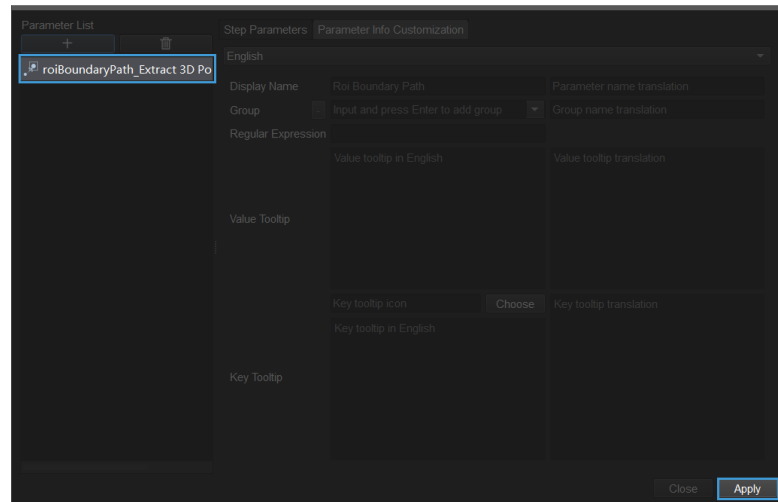 Parameter List
Step Parameters Parameter Info Customization
+
roiBoundaryPath_Extract 3D Po
English
Display Name Roi Boundary Path Parameter name translation
Group - Input and press Enter to add group Group name translation
Regular Expression
Value tooltip in English Value tooltip translation
Value Tooltip
Key tooltip icon Choose Key tooltip translation
Key tooltip in English
Key Tooltip
Close Apply